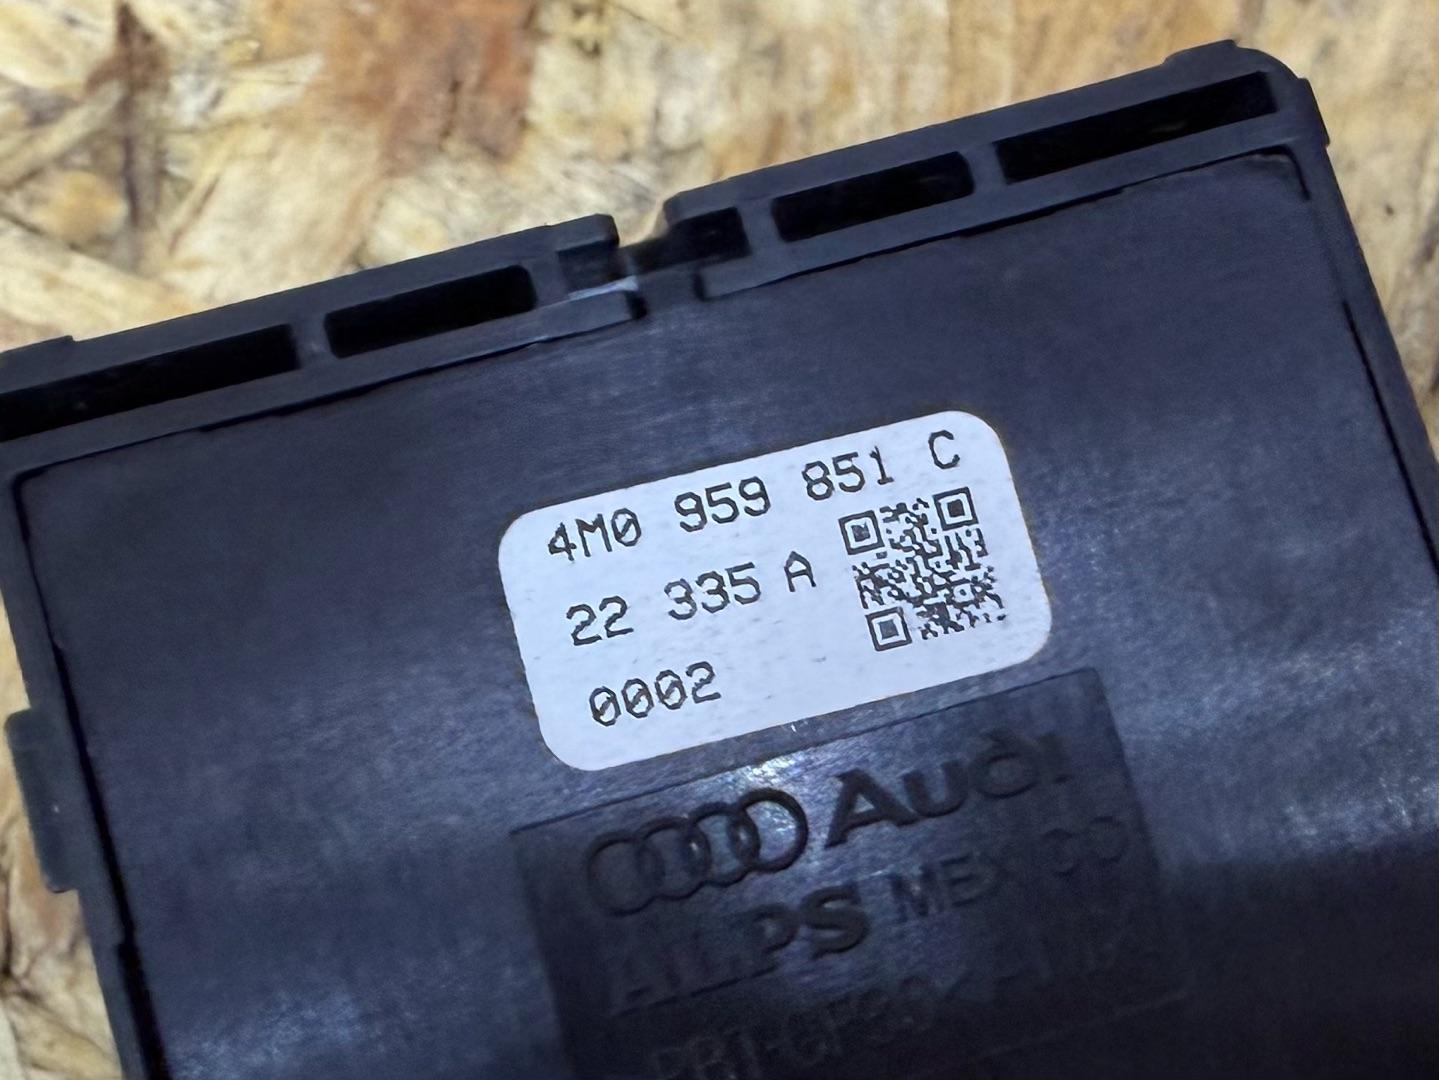 4M0 959 851 C
22 335 A
0002
Audi
ALPS MEXICO